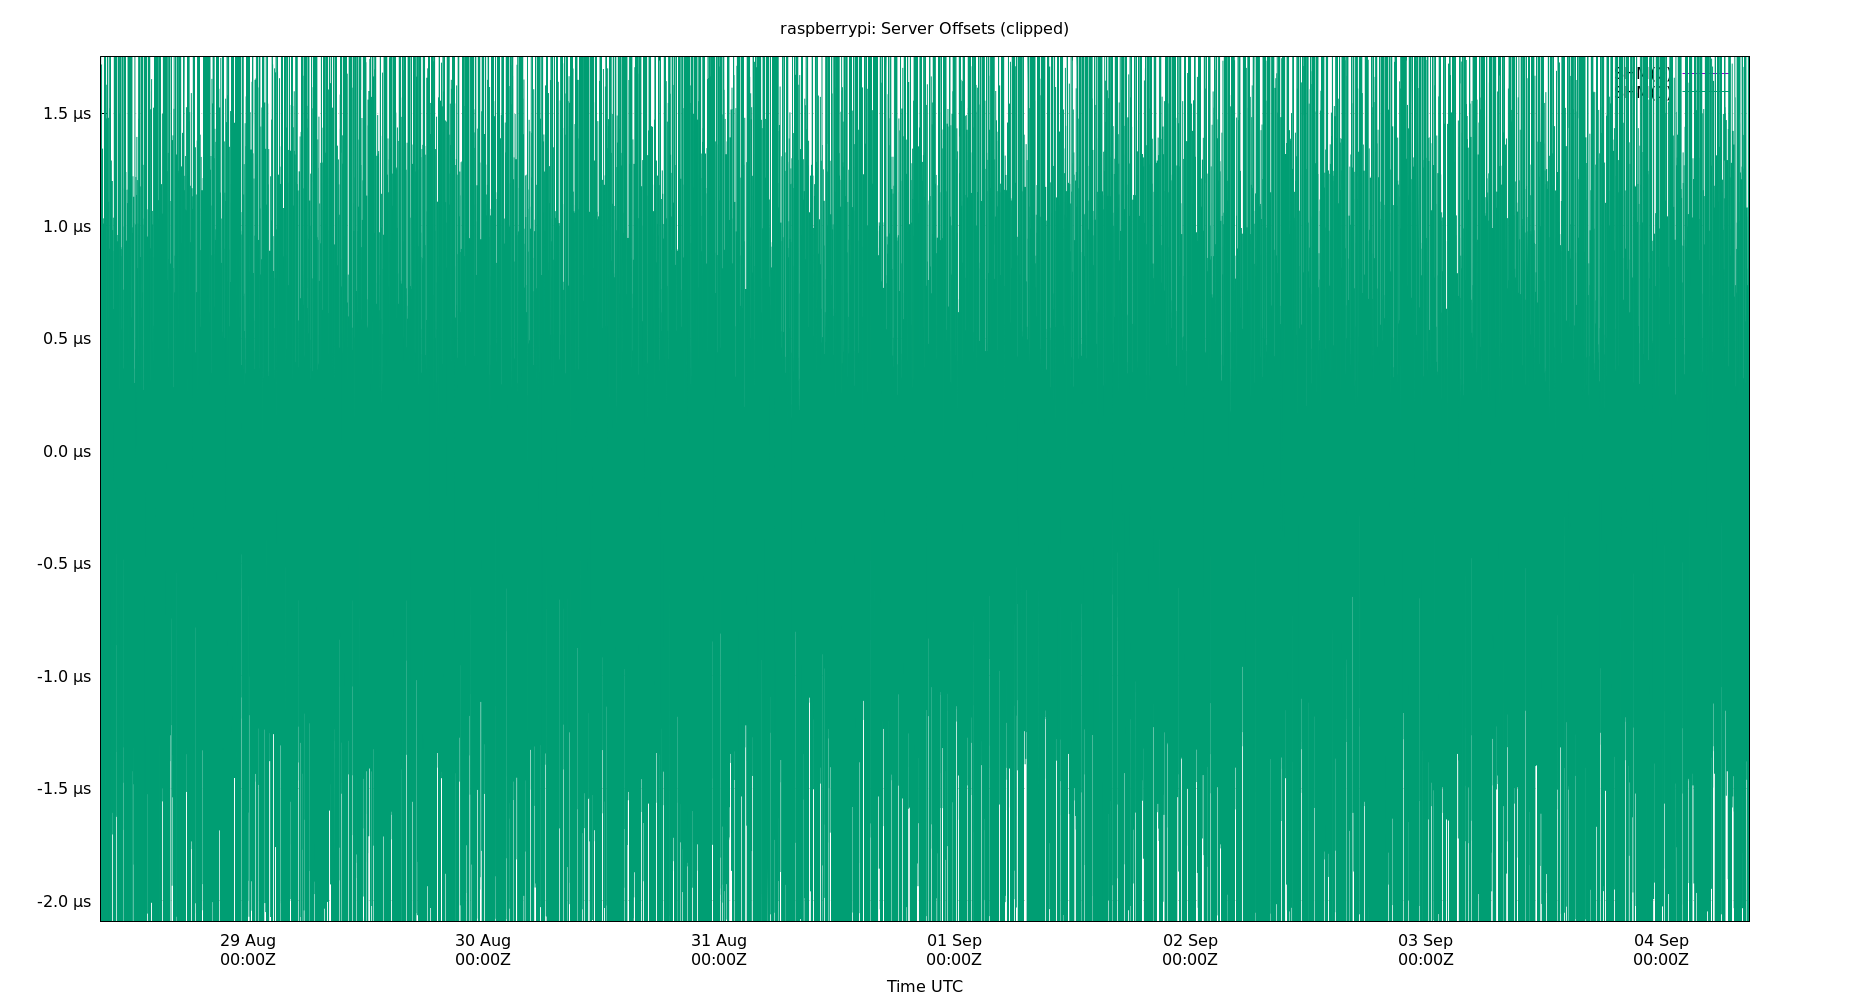 raspberrypi: Server Offsets (clipped)
1.5 µs
1.0 µs
0.5 µs
0.0 µs
-0.5 µs
-1.0 µs
-1.5 µs
-2.0 µs
29 Aug 30 Aug 31 Aug 01 Sep 02 Sep 03 Sep 04 Sep
00:00Z 00:00Z 00:00Z 00:00Z 00:00Z 00:00Z 00:00Z
Time UTC